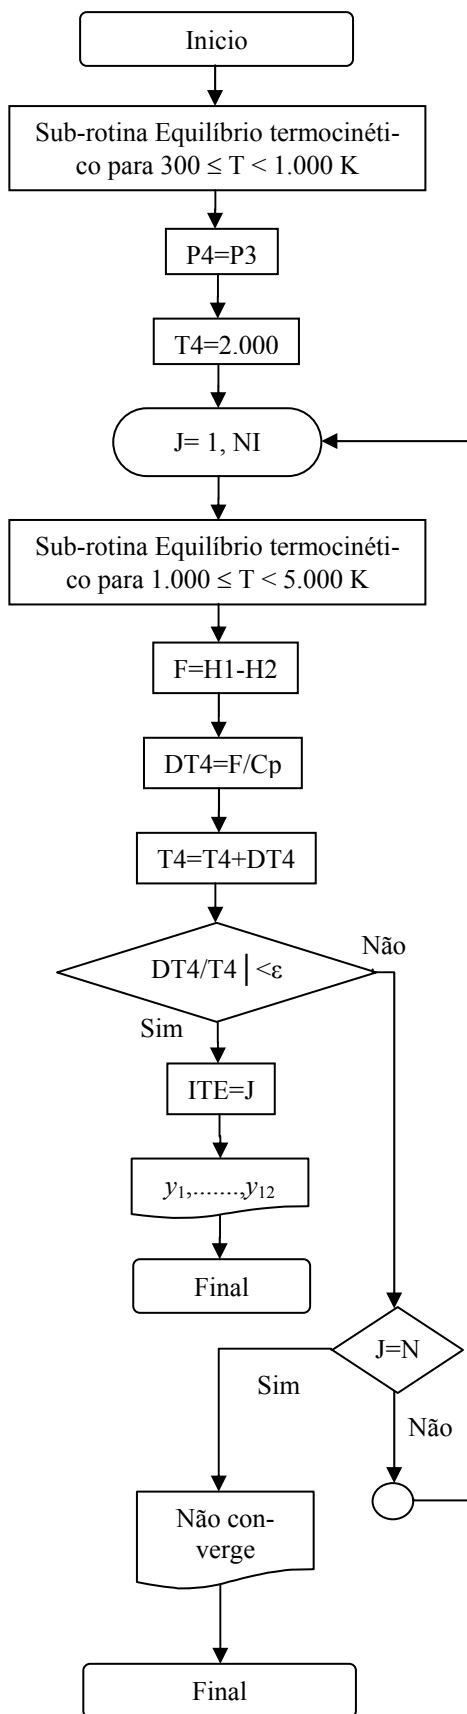 Inicio
Sub-rotina Equilíbrio termocinéti-
co para 300 ≤ T < 1.000 K
P4=P3
T4=2.000
J= 1, NI
Sub-rotina Equilíbrio termocinéti-
co para 1.000 ≤ T < 5.000 K
F=H1-H2
DT4=F/Cp
T4=T4+DT4
Não
DT4/T4│<ε
Sim
ITE=J
y₁,.......,y₁₂
Final
J=N
Sim
Não
Não con-
verge
Final